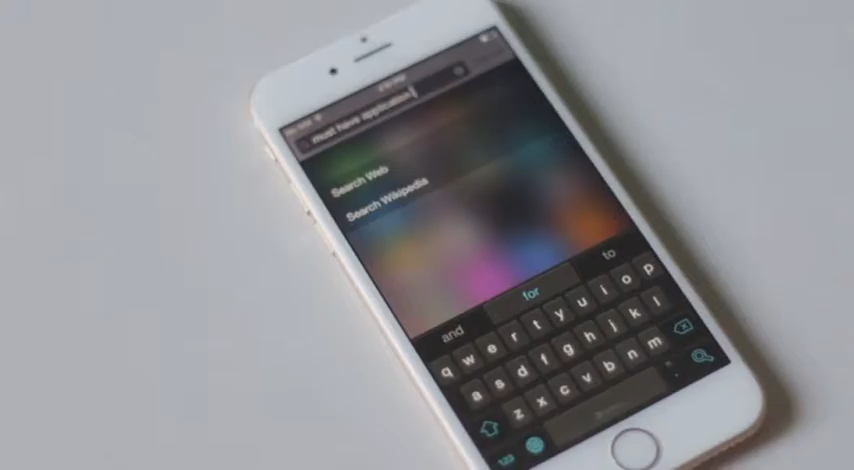 must have application
Search Web
Search Wikipedia
and for to
q w e r t y u i o p
a s d f g h j k l
z x c v b n m
123